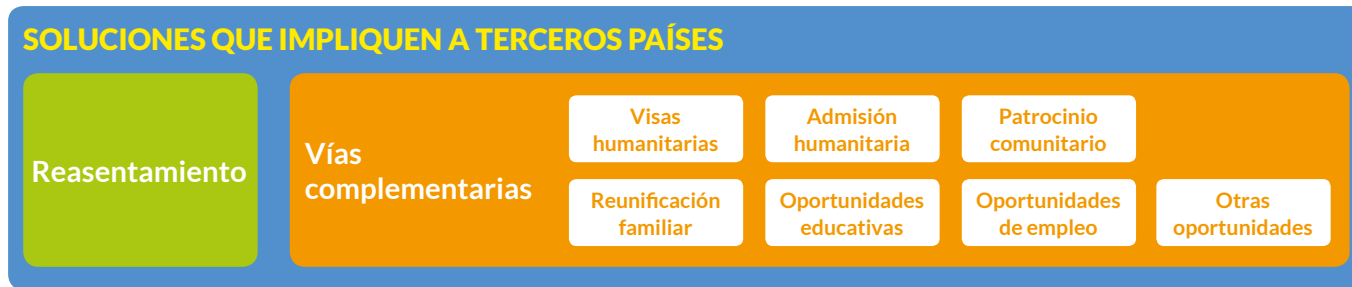 SOLUCIONES QUE IMPLIQUEN A TERCEROS PAÍSES
Reasentamiento
Vías
complementarias
Visas
humanitarias
Admisión
humanitaria
Patrocinio
comunitario
Reunificación
familiar
Oportunidades
educativas
Oportunidades
de empleo
Otras
oportunidades